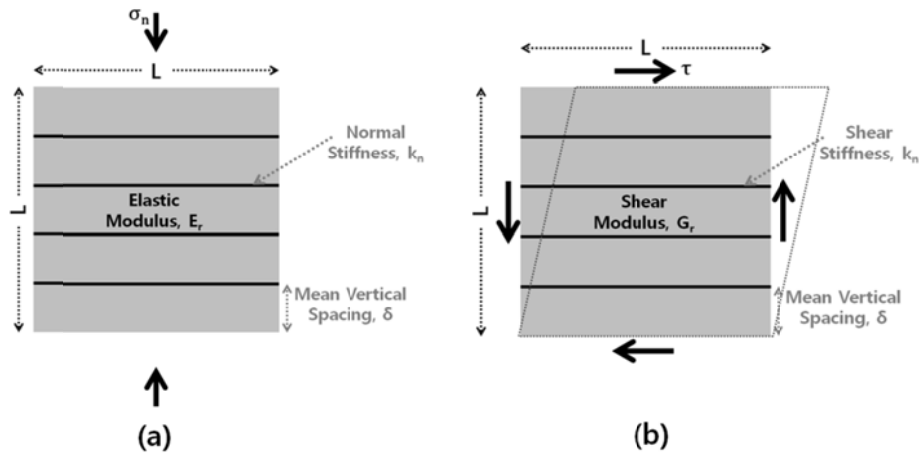 σn
L
L
Normal
Stiffness, kn
Elastic
Modulus, Er
Mean Vertical
Spacing, δ
(a)
L
τ
L
Shear
Stiffness, kn
Shear
Modulus, Gr
Mean Vertical
Spacing, δ
(b)